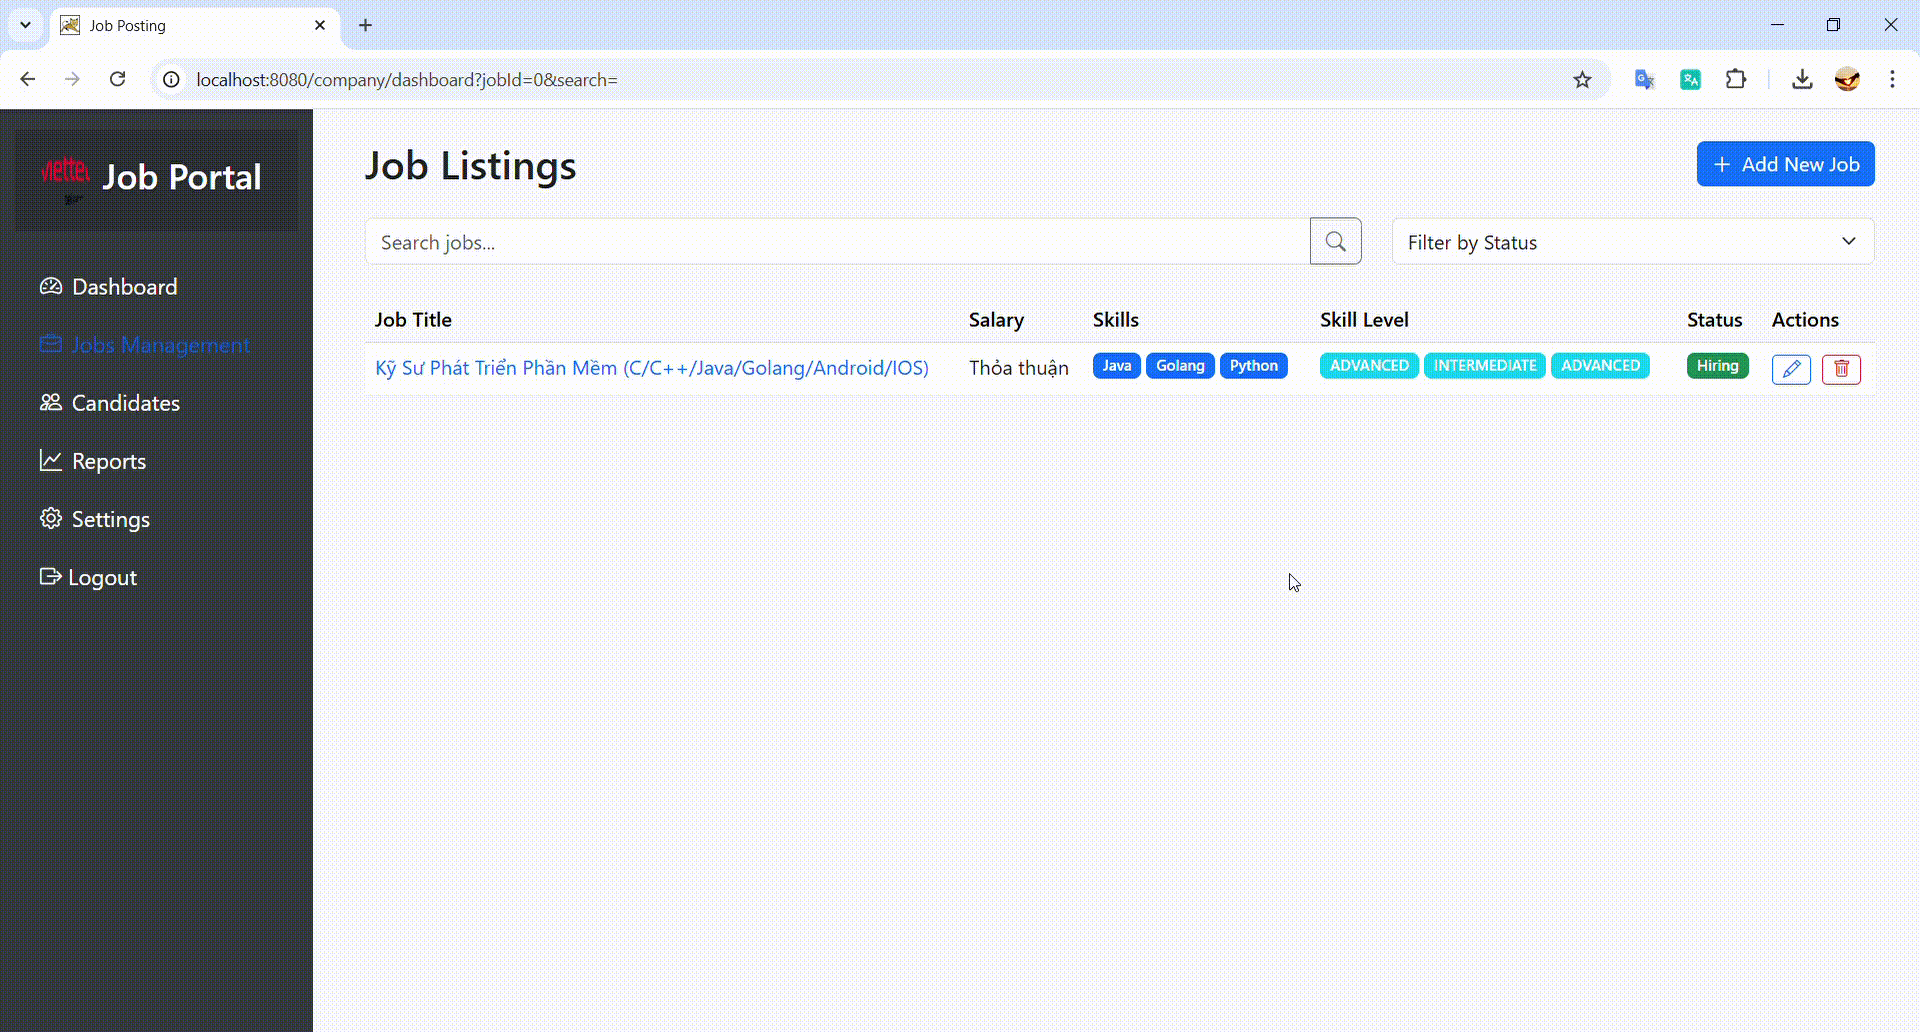 Job Posting
localhost:8080/company/dashboard?jobId=0&search=
viettel
Job Portal
Dashboard
Jobs Management
Candidates
Reports
Settings
Logout
Job Listings
Add New Job
Search jobs...
Filter by Status
Job Title Salary Skills Skill Level Status Actions
Kỹ Sư Phát Triển Phần Mềm (C/C++/Java/Golang/Android/IOS) Thỏa thuận Java Golang Python ADVANCED INTERMEDIATE ADVANCED Hiring